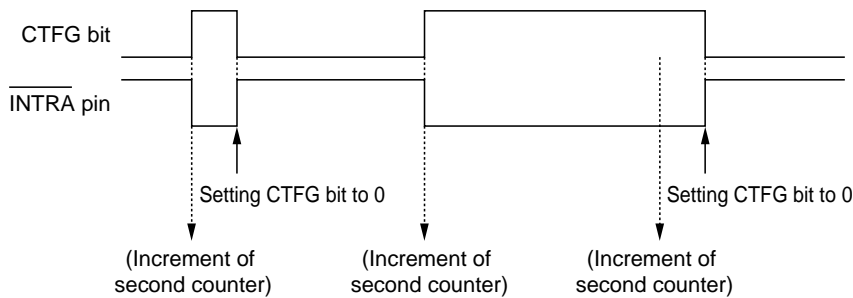 CTFG bit
INTRA pin
Setting CTFG bit to 0
Setting CTFG bit to 0
(Increment of
second counter)
(Increment of
second counter)
(Increment of
second counter)